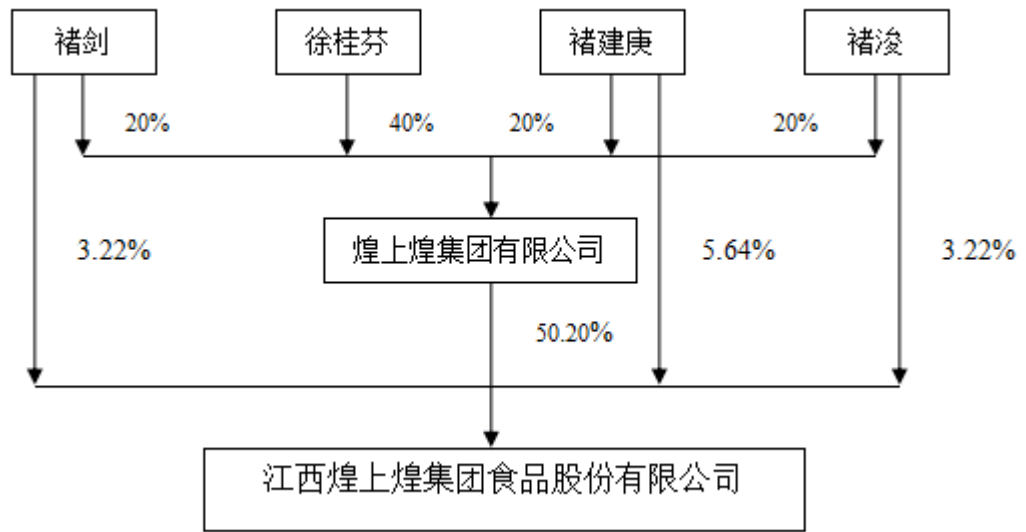 褚剑
徐桂芬
褚建庚
褚浚
20%
40%
20%
20%
3.22%
煌上煌集团有限公司
5.64%
3.22%
50.20%
江西煌上煌集团食品股份有限公司